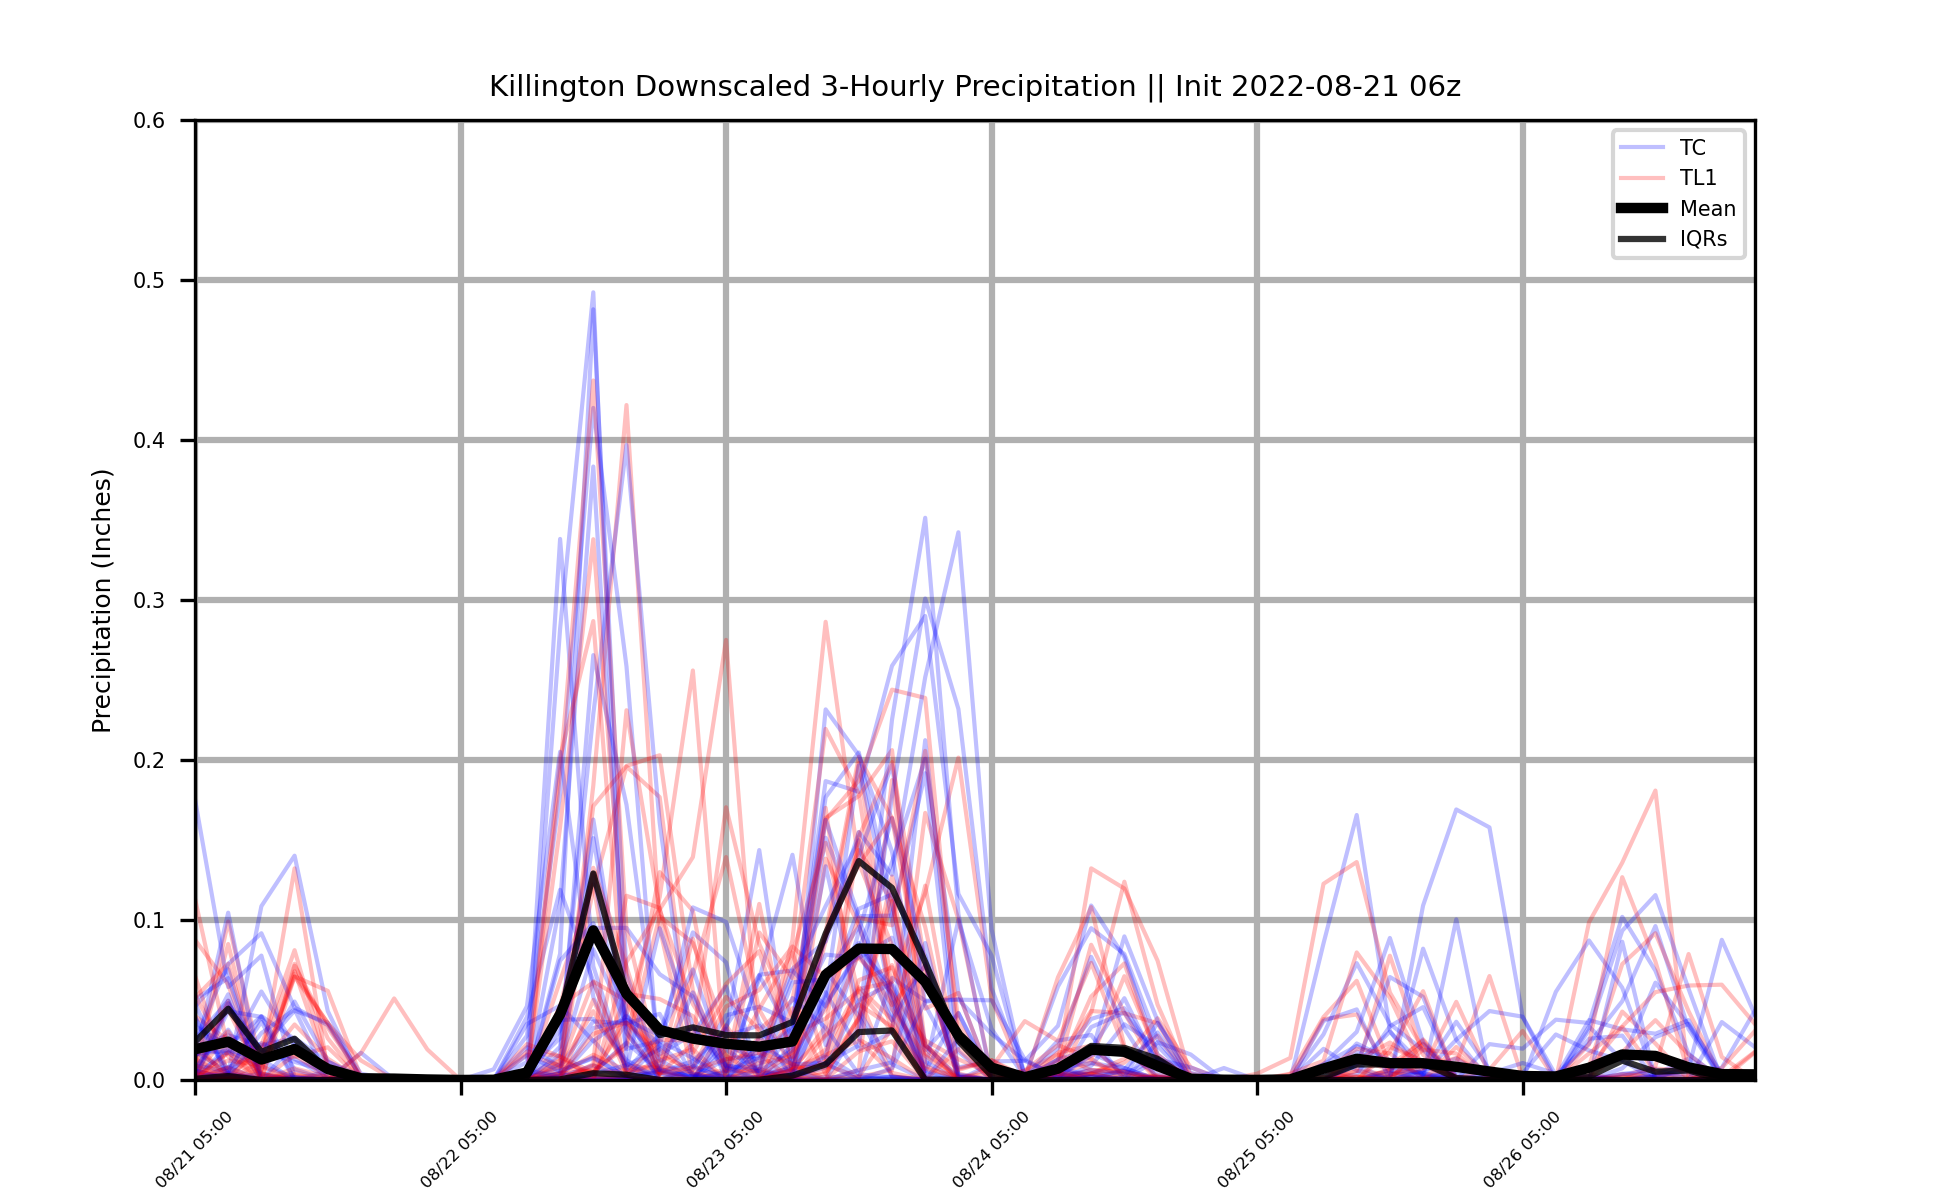 Killington Downscaled 3-Hourly Precipitation || Init 2022-08-21 06z
TC
TL1
Mean
IQRs
Precipitation (Inches)
0.6
0.5
0.4
0.3
0.2
0.1
0.0
08/21 05:00
08/22 05:00
08/23 05:00
08/24 05:00
08/25 05:00
08/26 05:00